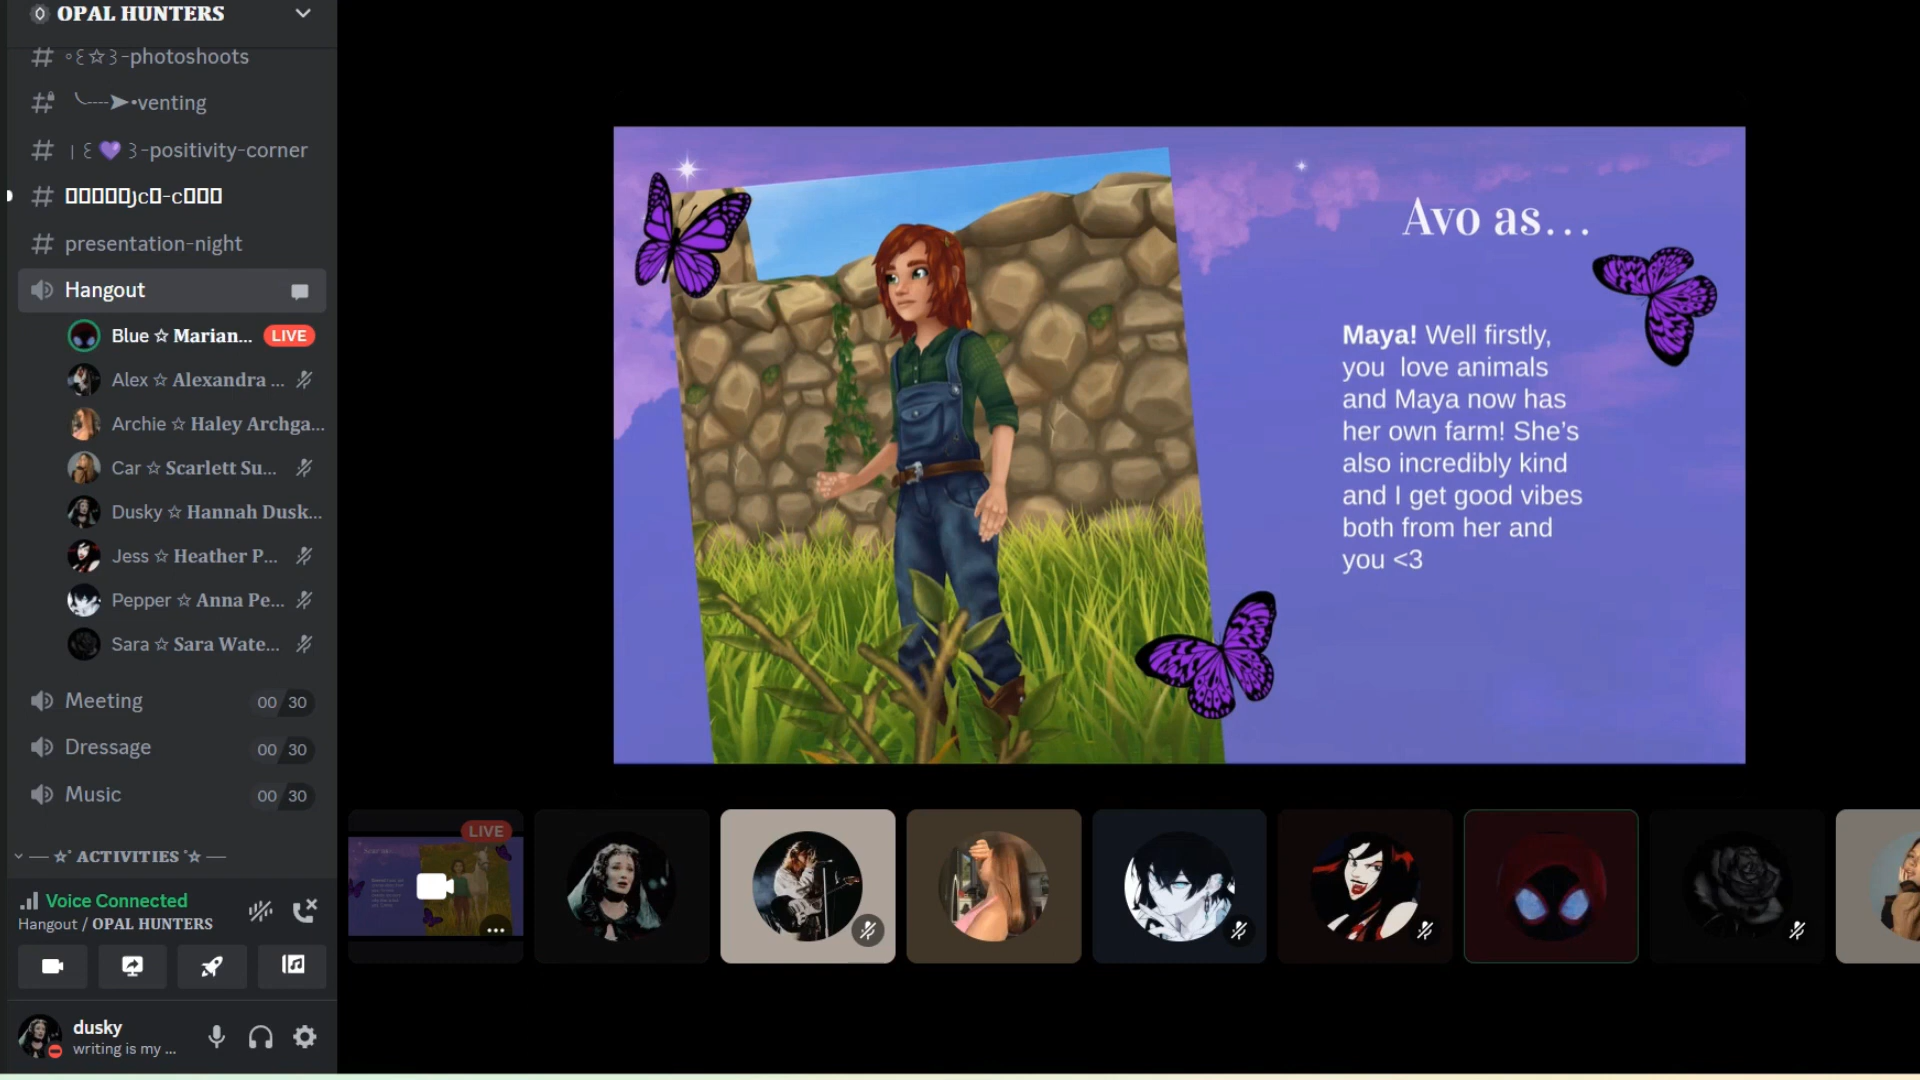 OPAL HUNTERS
-photoshoots
•venting
-positivity-corner
presentation-night
Hangout
Blue ☆ Marian... LIVE
Alex ☆ Alexandra ...
Archie ☆ Haley Archga...
Car ☆ Scarlett Su...
Dusky ☆ Hannah Dusk...
Jess ☆ Heather P...
Pepper ☆ Anna Pe...
Sara ☆ Sara Wate...
Meeting 00 30
Dressage 00 30
Music 00 30
ACTIVITIES
Voice Connected
Hangout / OPAL HUNTERS
dusky
writing is my ...
Avo as...
Maya! Well firstly,
you love animals
and Maya now has
her own farm! She's
also incredibly kind
and I get good vibes
both from her and
you <3
LIVE